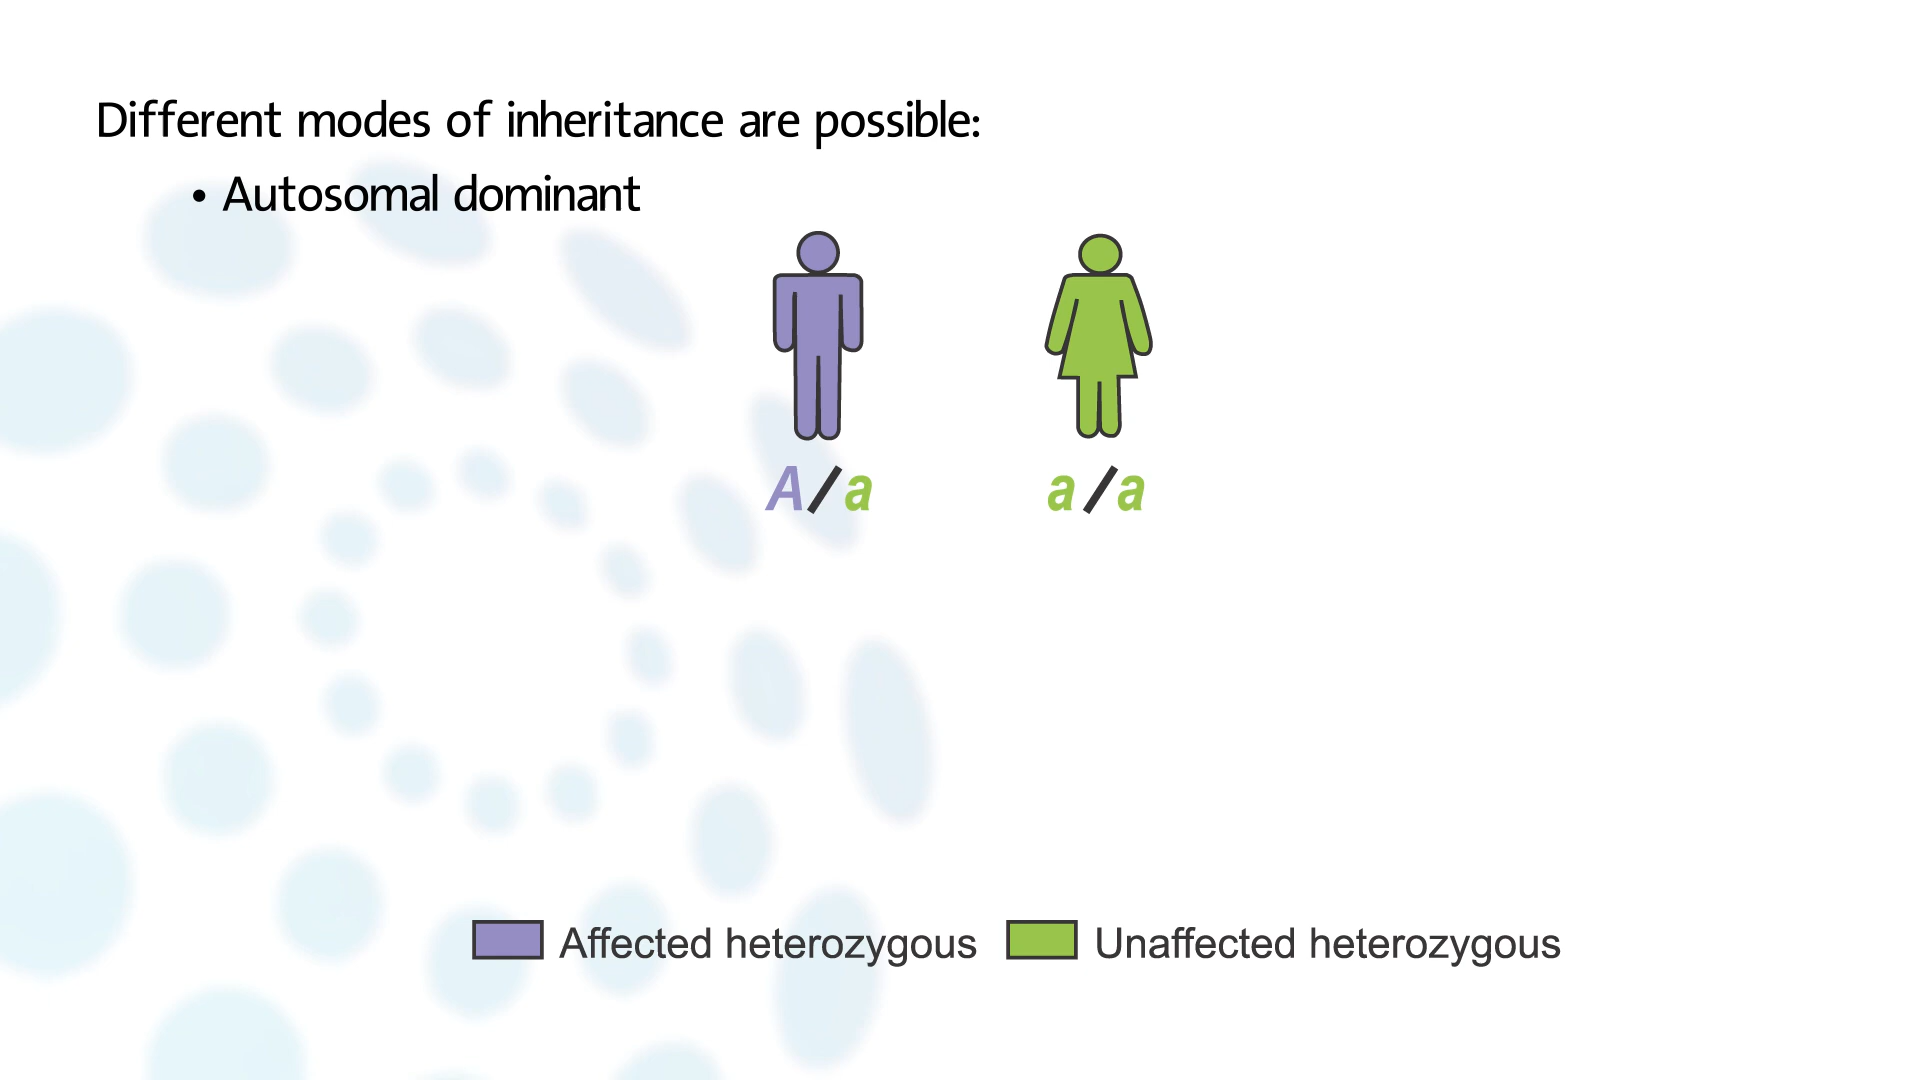 Different modes of inheritance are possible:
• Autosomal dominant
A/a a/a
Affected heterozygous Unaffected heterozygous